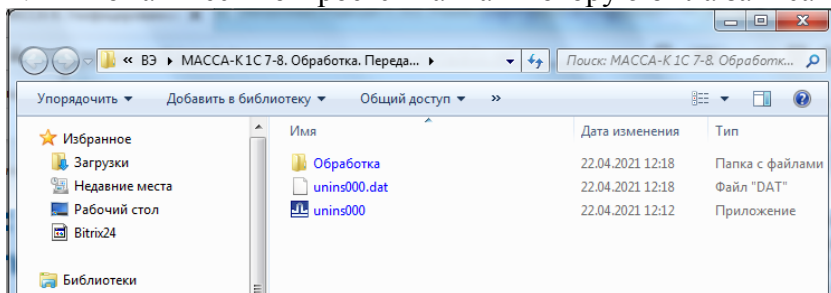 ВЭ ▸ МАССА-К 1С 7-8. Обработка. Переда... ▸
Поиск: МАССА-К 1С 7-8. Обработк...
Упорядочить Добавить в библиотеку Общий доступ »
Имя Дата изменения Тип
Избранное
Обработка 22.04.2021 12:18 Папка с файлами
Загрузки
unins000.dat 22.04.2021 12:18 Файл "DAT"
Недавние места
unins000 22.04.2021 12:12 Приложение
Рабочий стол
Bitrix24
Библиотеки